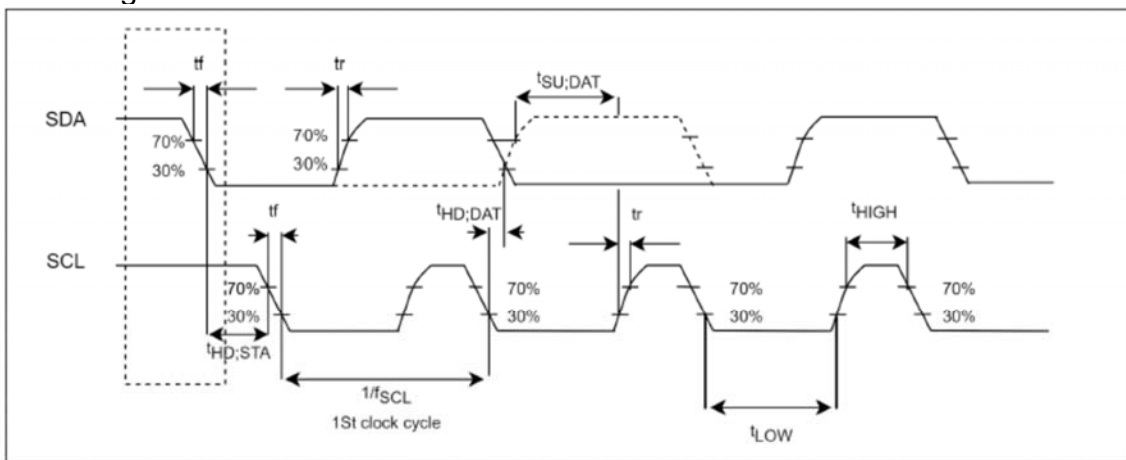 tf
tr
tSU;DAT
SDA
70%
30%
70%
30%
tHD;DAT
tf
tr
tHIGH
SCL
70%
30%
70%
30%
70%
30%
70%
30%
tHD;STA
1/fSCL
1St clock cycle
tLOW